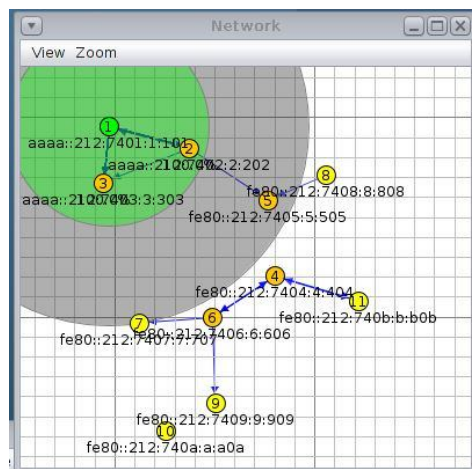 Network
View Zoom
1
aaaa::212:7401:1:101
2
8
3
fe80::212:7408:8:808
5
fe80::212:7405:5:505
4
fe80::212:7404:4:404
11
fe80::212:740b:b:b0b
6
7
fe80::212:7406:6:606
fe80::212:7407:7:707
9
fe80::212:7409:9:909
10
fe80::212:740a:a:a0a